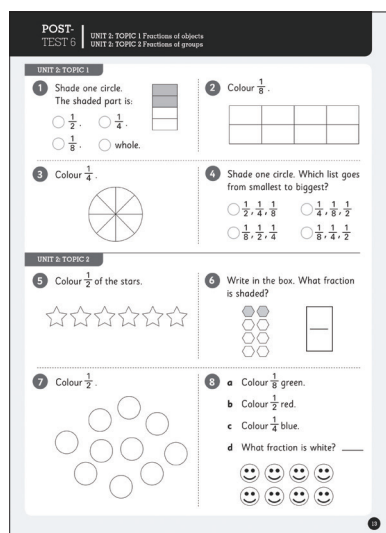 POST-
TEST 6
UNIT 2: TOPIC 1 Fractions of objects
UNIT 2: TOPIC 2 Fractions of groups
UNIT 2: TOPIC 1
1 Shade one circle.
The shaded part is:
1/2 . 1/4 .
1/8 . whole.
2 Colour 1/8 .
3 Colour 1/4 .
4 Shade one circle. Which list goes
from smallest to biggest?
1/2, 1/4, 1/8 1/4, 1/8, 1/2
1/8, 1/2, 1/4 1/8, 1/4, 1/2
UNIT 2: TOPIC 2
5 Colour 1/2 of the stars.
6 Write in the box. What fraction
is shaded?
7 Colour 1/2 .
8 a Colour 1/8 green.
b Colour 1/2 red.
c Colour 1/4 blue.
d What fraction is white? ____
13